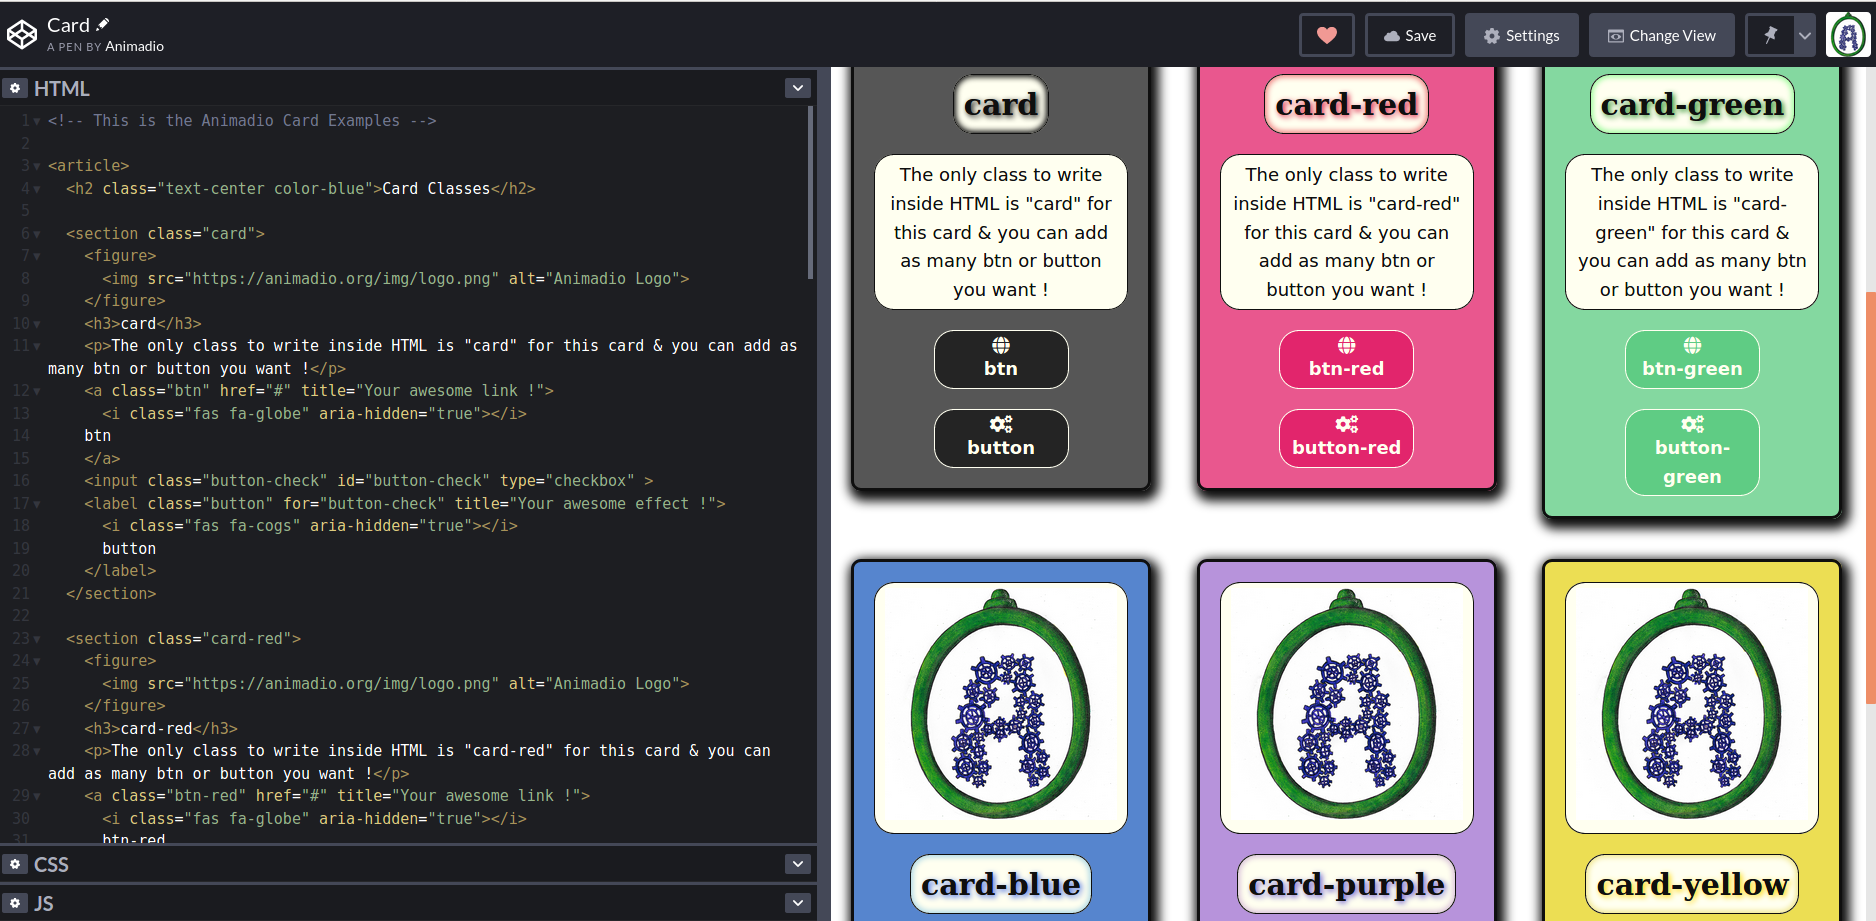 Card
A PEN BY Animadio
Save
Settings
Change View
HTML
1 <!-- This is the Animadio Card Examples -->
2
3 <article>
4 <h2 class="text-center color-blue">Card Classes</h2>
5
6 <section class="card">
7 <figure>
8 <img src="https://animadio.org/img/logo.png" alt="Animadio Logo">
9 </figure>
10 <h3>card</h3>
11 <p>The only class to write inside HTML is "card" for this card & you can add as
many btn or button you want !</p>
12 <a class="btn" href="#" title="Your awesome link !">
13 <i class="fas fa-globe" aria-hidden="true"></i>
14 btn
15 </a>
16 <input class="button-check" id="button-check" type="checkbox" >
17 <label class="button" for="button-check" title="Your awesome effect !">
18 <i class="fas fa-cogs" aria-hidden="true"></i>
19 button
20 </label>
21 </section>
22
23 <section class="card-red">
24 <figure>
25 <img src="https://animadio.org/img/logo.png" alt="Animadio Logo">
26 </figure>
27 <h3>card-red</h3>
28 <p>The only class to write inside HTML is "card-red" for this card & you can
add as many btn or button you want !</p>
29 <a class="btn-red" href="#" title="Your awesome link !">
30 <i class="fas fa-globe" aria-hidden="true"></i>
31 btn-red
CSS
JS
card
The only class to write
inside HTML is "card" for
this card & you can add
as many btn or button
you want !
btn
button
card-red
The only class to write
inside HTML is "card-red"
for this card & you can
add as many btn or
button you want !
btn-red
button-red
card-green
The only class to write
inside HTML is "card-
green" for this card &
you can add as many btn
or button you want !
btn-green
button-
green
card-blue
card-purple
card-yellow